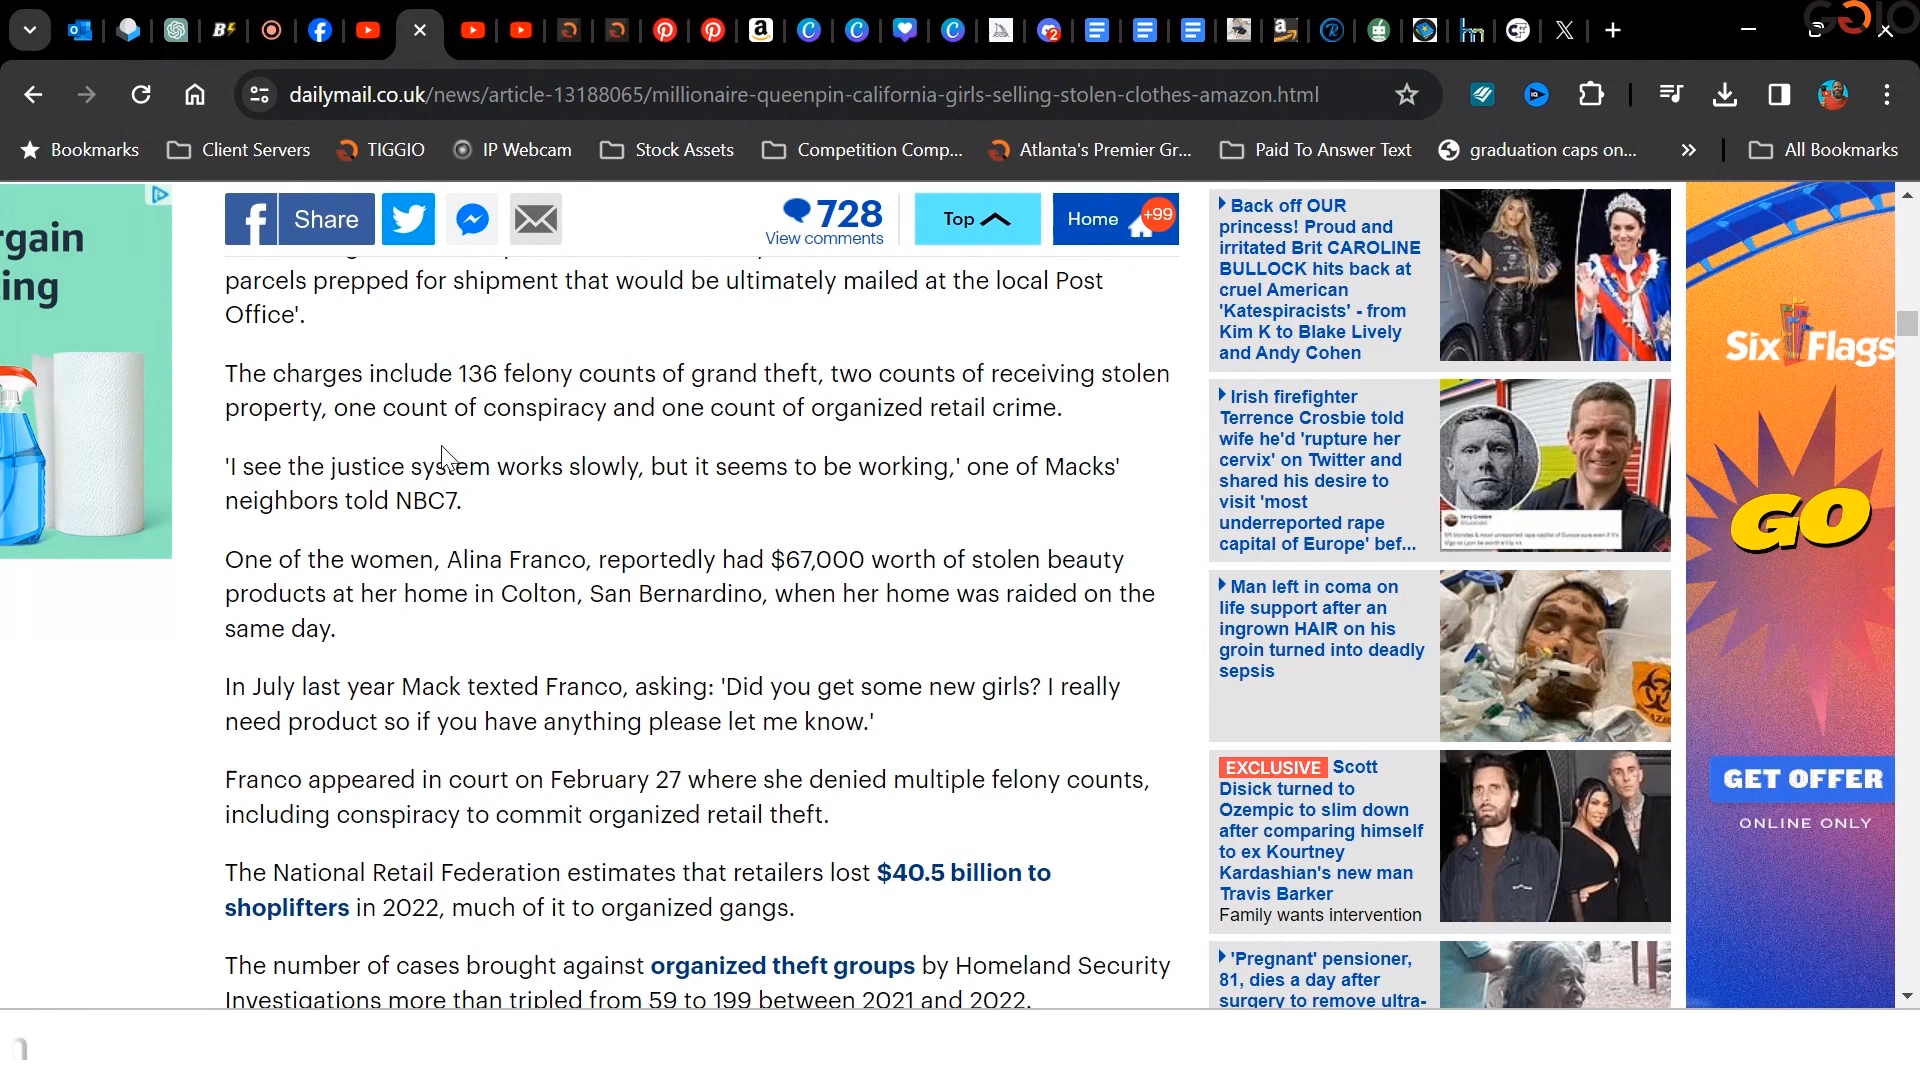 dailymail.co.uk/news/article-13188065/millionaire-queenpin-california-girls-selling-stolen-clothes-amazon.html
Bookmarks
Client Servers
TIGGIO
IP Webcam
Stock Assets
Competition Comp...
Atlanta's Premier Gr...
Paid To Answer Text
graduation caps on...
All Bookmarks
rgain
ing
Share
728
View comments
Top
Home
+99
parcels prepped for shipment that would be ultimately mailed at the local Post
Office'.
The charges include 136 felony counts of grand theft, two counts of receiving stolen
property, one count of conspiracy and one count of organized retail crime.
'I see the justice system works slowly, but it seems to be working,' one of Macks'
neighbors told NBC7.
One of the women, Alina Franco, reportedly had $67,000 worth of stolen beauty
products at her home in Colton, San Bernardino, when her home was raided on the
same day.
In July last year Mack texted Franco, asking: 'Did you get some new girls? I really
need product so if you have anything please let me know.'
Franco appeared in court on February 27 where she denied multiple felony counts,
including conspiracy to commit organized retail theft.
The National Retail Federation estimates that retailers lost $40.5 billion to
shoplifters in 2022, much of it to organized gangs.
The number of cases brought against organized theft groups by Homeland Security
Investigations more than tripled from 59 to 199 between 2021 and 2022.
Back off OUR
princess! Proud and
irritated Brit CAROLINE
BULLOCK hits back at
cruel American
'Katespiracists' - from
Kim K to Blake Lively
and Andy Cohen
Irish firefighter
Terrence Crosbie told
wife he'd 'rupture her
cervix' on Twitter and
shared his desire to
visit 'most
underreported rape
capital of Europe' bef...
Man left in coma on
life support after an
ingrown HAIR on his
groin turned into deadly
sepsis
EXCLUSIVE Scott
Disick turned to
Ozempic to slim down
after comparing himself
to ex Kourtney
Kardashian's new man
Travis Barker
Family wants intervention
'Pregnant' pensioner,
81, dies a day after
surgery to remove ultra-
Six Flags
GO
GET OFFER
ONLINE ONLY